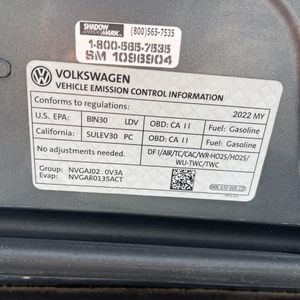 SHADOW MARK (800)565-7535
1-800-565-7535
SM 1096904
VOLKSWAGEN
VEHICLE EMISSION CONTROL INFORMATION
Conforms to regulations: 2022 MY
U.S. EPA: BIN30 LDV OBD: CA II Fuel: Gasoline
California: SULEV30 PC OBD: CA II Fuel: Gasoline
No adjustments needed. DFI/AIR/TC/CAC/WR-HO2S/HO2S/
WU-TWC/TWC
Group: NVGAJ02.0V3A
Evap: NVGAR0135ACT